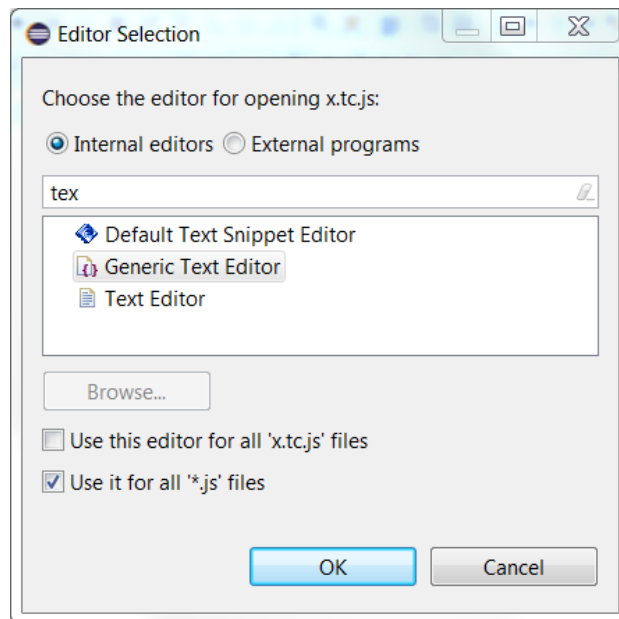 Editor Selection
Choose the editor for opening x.tc.js:
Internal editors External programs
tex
Default Text Snippet Editor
Generic Text Editor
Text Editor
Browse...
Use this editor for all 'x.tc.js' files
Use it for all '*.js' files
OK Cancel